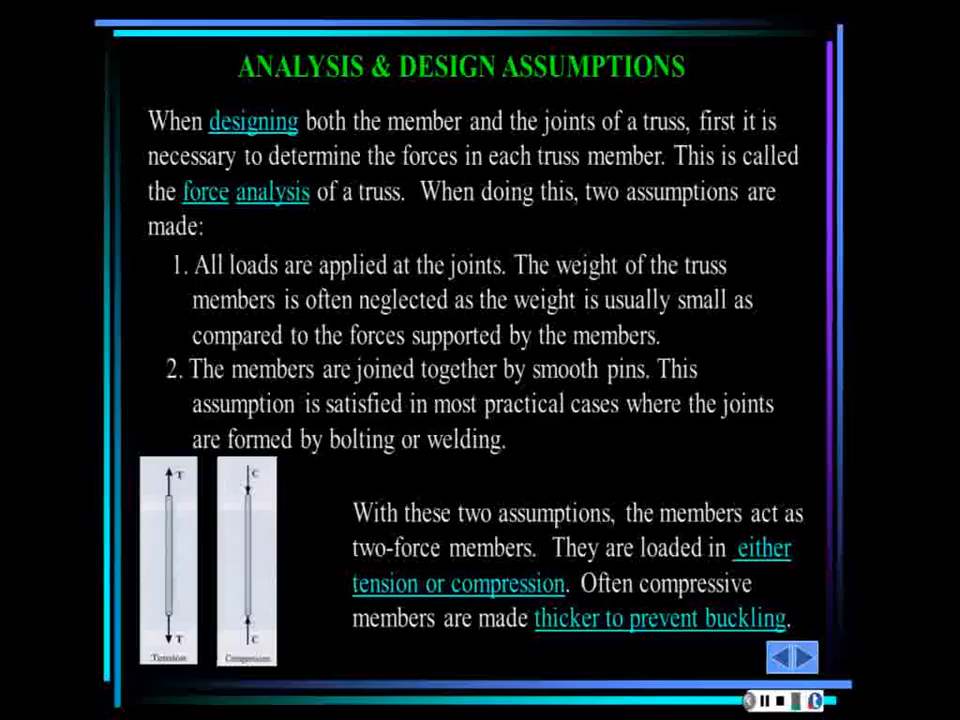 ANALYSIS & DESIGN ASSUMPTIONS
When designing both the member and the joints of a truss, first it is
necessary to determine the forces in each truss member. This is called
the force analysis of a truss. When doing this, two assumptions are
made:
1. All loads are applied at the joints. The weight of the truss
members is often neglected as the weight is usually small as
compared to the forces supported by the members.
2. The members are joined together by smooth pins. This
assumption is satisfied in most practical cases where the joints
are formed by bolting or welding.
T
C
With these two assumptions, the members act as
two-force members. They are loaded in either
tension or compression. Often compressive
members are made thicker to prevent buckling.
T
C
Tension
Compression